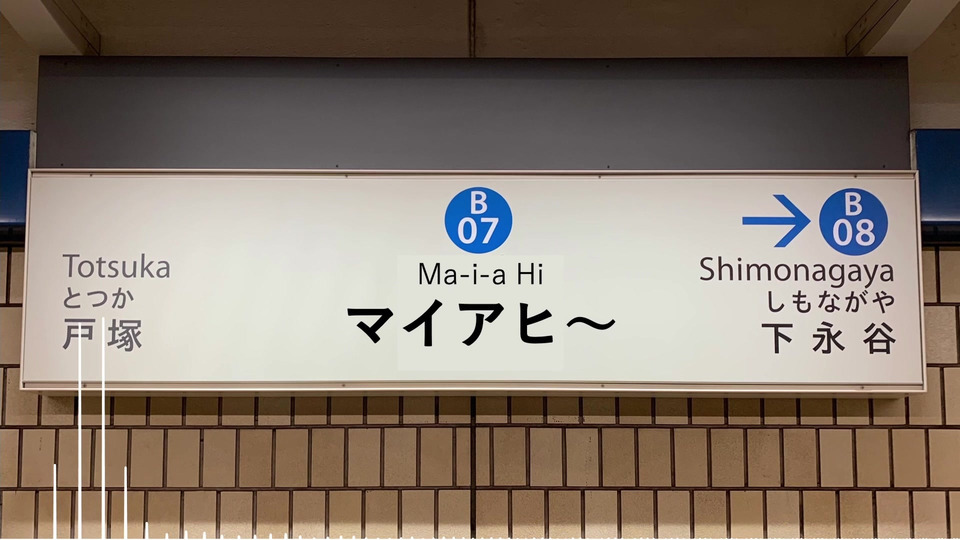 B
07
B
08
Totsuka
とつか
戸塚
Ma-i-a Hi
マイアヒ〜
Shimonagaya
しもながや
下永谷